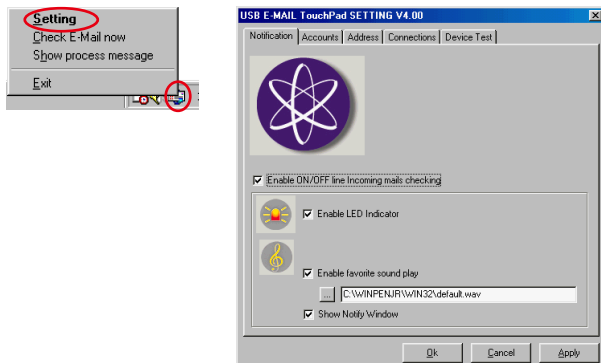 Setting
Check E-Mail now
Show process message
Exit
USB E-MAIL TouchPad SETTING V4.00
Notification Accounts Address Connections Device Test
Enable ON/OFF line Incoming mails checking
Enable LED Indicator
Enable favorite sound play
... C:\WINPENJR\WIN32\default.wav
Show Notify Window
Ok Cancel Apply